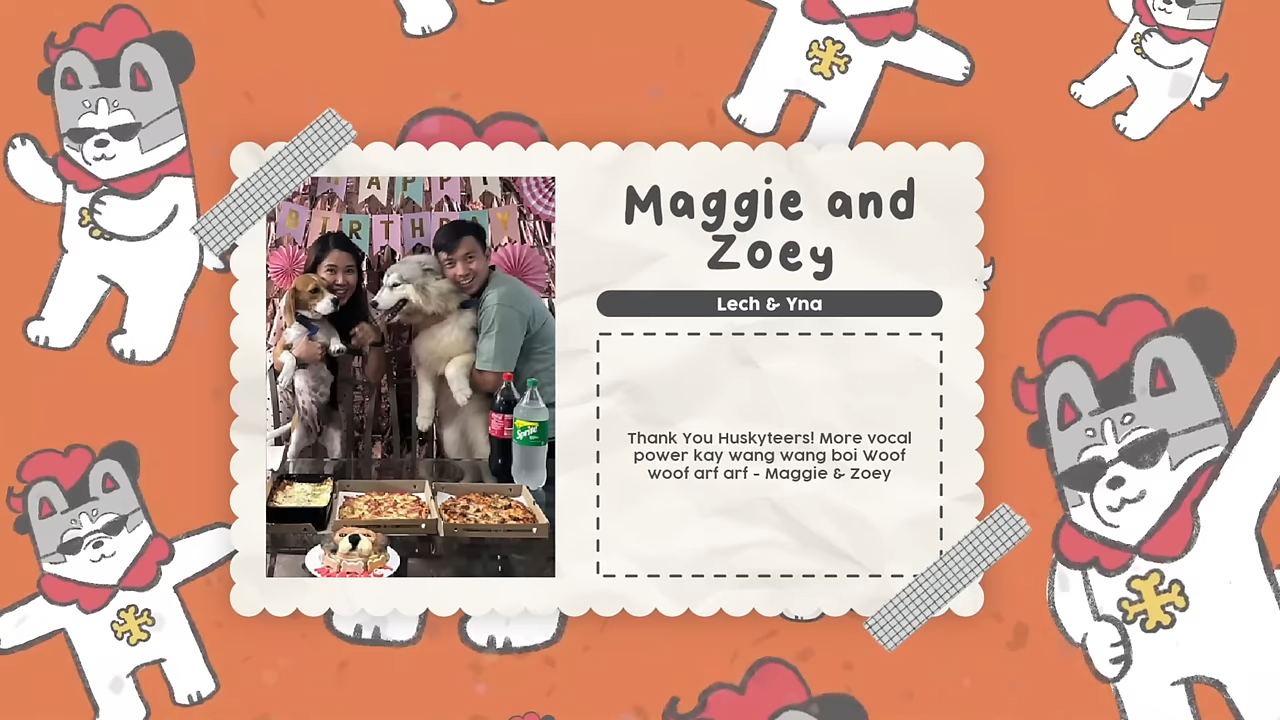 HAPPY
BIRTHDAY
Maggie and
Zoey
Lech & Yna
Thank You Huskyteers! More vocal
power kay wang wang boi Woof
woof arf arf - Maggie & Zoey
Sprite